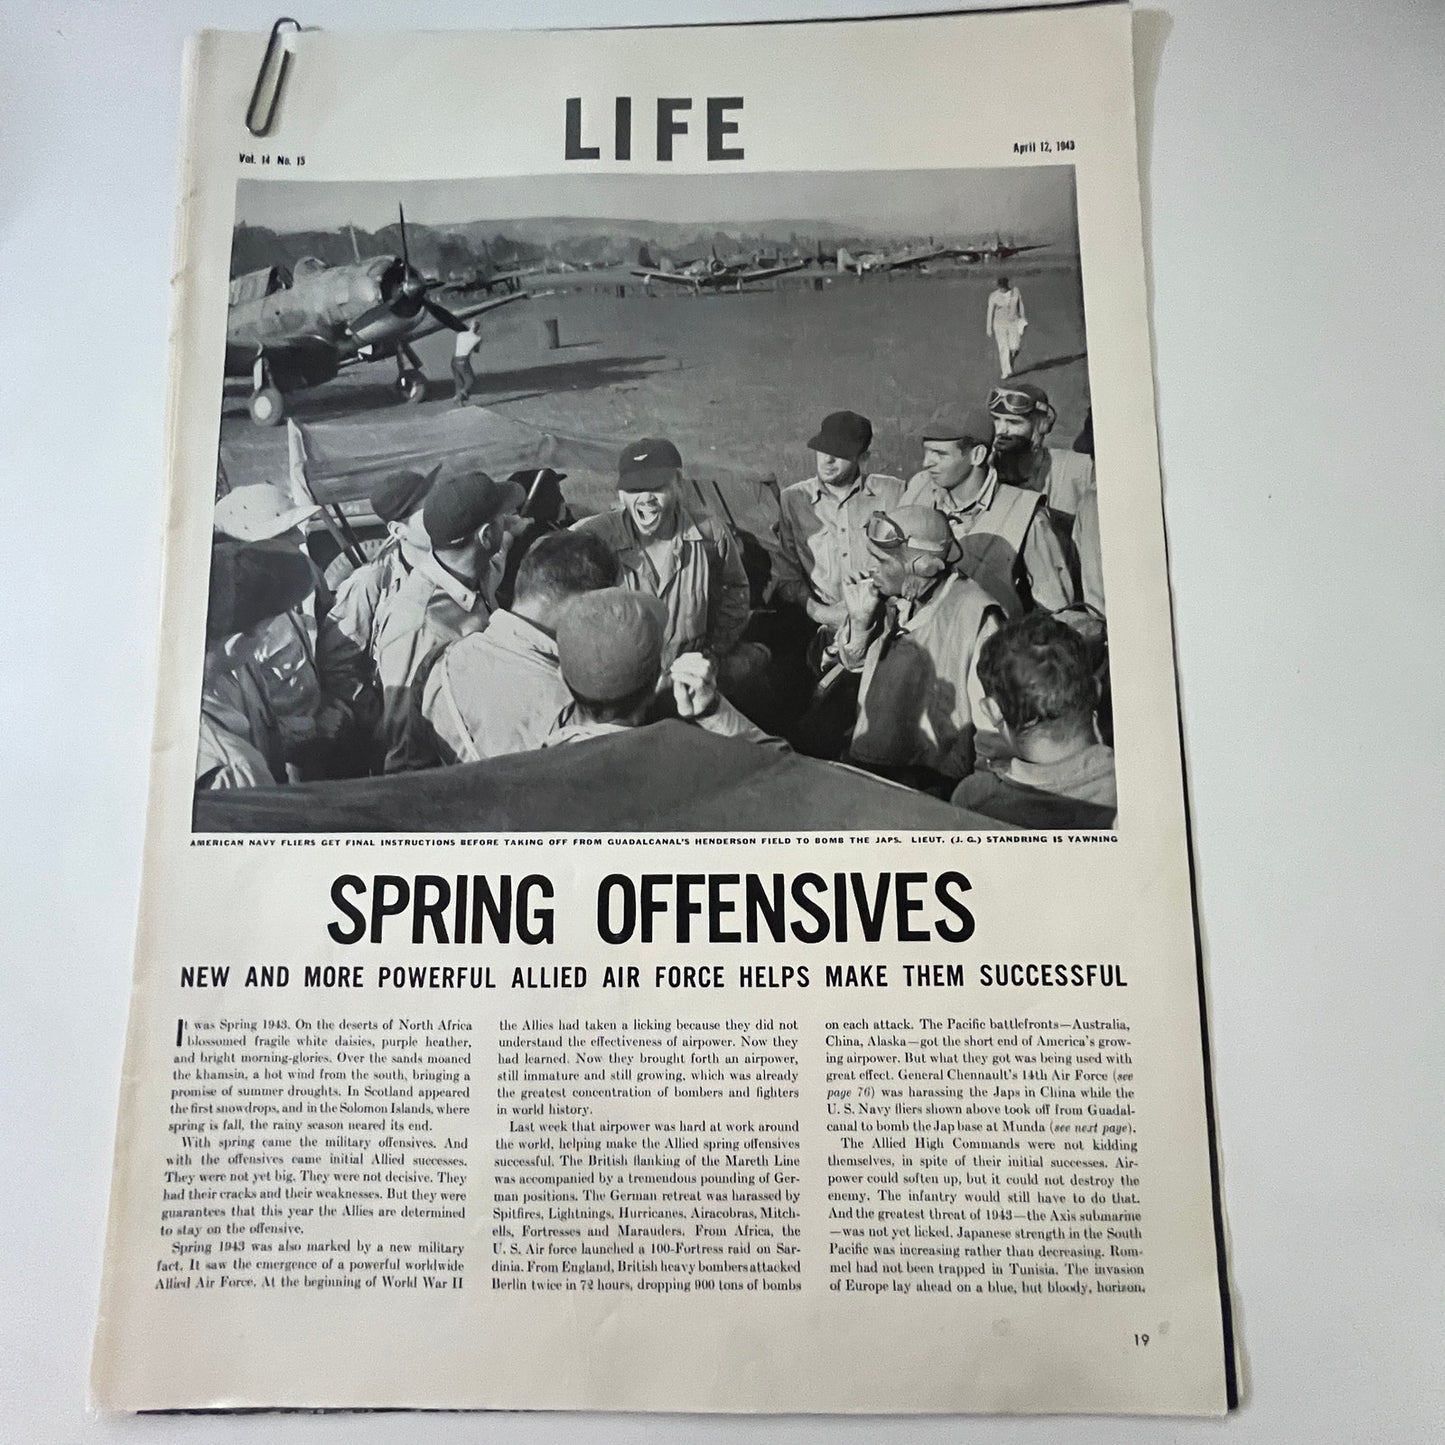 LIFE
Vol. 14 No. 15
April 12, 1943
AMERICAN NAVY FLIERS GET FINAL INSTRUCTIONS BEFORE TAKING OFF FROM GUADALCANAL'S HENDERSON FIELD TO BOMB THE JAPS. LIEUT. (J. G.) STANDRING IS YAWNING
SPRING OFFENSIVES
NEW AND MORE POWERFUL ALLIED AIR FORCE HELPS MAKE THEM SUCCESSFUL
It was Spring 1943. On the deserts of North Africa
blossomed fragile white daisies, purple heather,
and bright morning-glories. Over the sands moaned
the khamsin, a hot wind from the south, bringing a
promise of summer droughts. In Scotland appeared
the first snowdrops, and in the Solomon Islands, where
spring is fall, the rainy season neared its end.
With spring came the military offensives. And
with the offensives came initial Allied successes.
They were not yet big. They were not decisive. They
had their cracks and their weaknesses. But they were
guarantees that this year the Allies are determined
to stay on the offensive.
Spring 1943 was also marked by a new military
fact. It saw the emergence of a powerful worldwide
Allied Air Force. At the beginning of World War II
the Allies had taken a licking because they did not
understand the effectiveness of airpower. Now they
had learned. Now they brought forth an airpower,
still immature and still growing, which was already
the greatest concentration of bombers and fighters
in world history.
Last week that airpower was hard at work around
the world, helping make the Allied spring offensives
successful. The British flanking of the Mareth Line
was accompanied by a tremendous pounding of Ger-
man positions. The German retreat was harassed by
Spitfires, Lightnings, Hurricanes, Airacobras, Mitch-
ells, Fortresses and Marauders. From Africa, the
U. S. Air force launched a 100-Fortress raid on Sar-
dinia. From England, British heavy bombers attacked
Berlin twice in 72 hours, dropping 900 tons of bombs
on each attack. The Pacific battlefronts—Australia,
China, Alaska—got the short end of America's grow-
ing airpower. But what they got was being used with
great effect. General Chennault's 14th Air Force (see
page 76) was harassing the Japs in China while the
U. S. Navy fliers shown above took off from Guadal-
canal to bomb the Jap base at Munda (see next page).
The Allied High Commands were not kidding
themselves, in spite of their initial successes. Air-
power could soften up, but it could not destroy the
enemy. The infantry would still have to do that.
And the greatest threat of 1943—the Axis submarine
—was not yet licked. Japanese strength in the South
Pacific was increasing rather than decreasing. Rom-
mel had not been trapped in Tunisia. The invasion
of Europe lay ahead on a blue, but bloody, horizon.
19